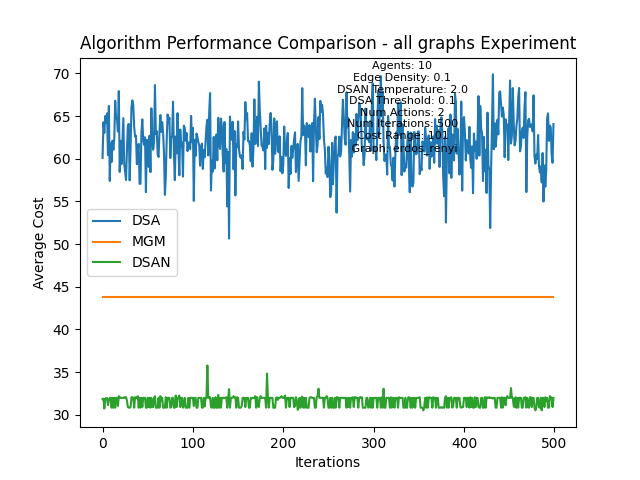 Algorithm Performance Comparison - all graphs Experiment
Agents: 10
Edge Density: 0.1
DSAN Temperature: 2.0
DSA Threshold: 0.1
Num Actions: 2
Num Iterations: 500
Cost Range: 101
Graph: erdos_renyi
70
65
60
55
50
45
40
35
30
Average Cost
DSA
MGM
DSAN
0
100
200
300
400
500
Iterations